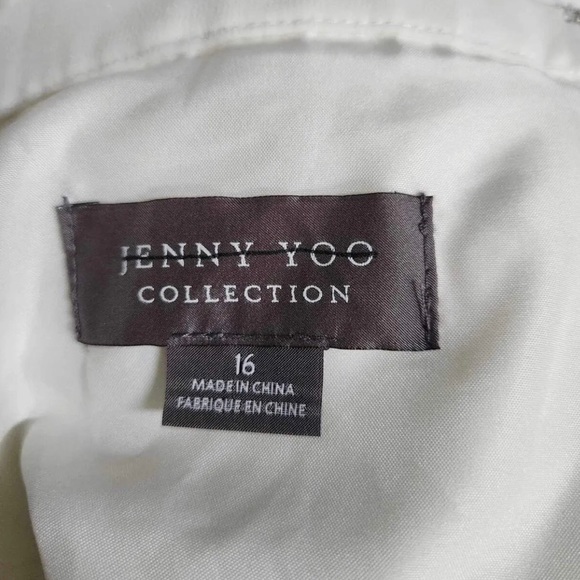 JENNY YOO
COLLECTION
16
MADE IN CHINA
FABRIQUE EN CHINE